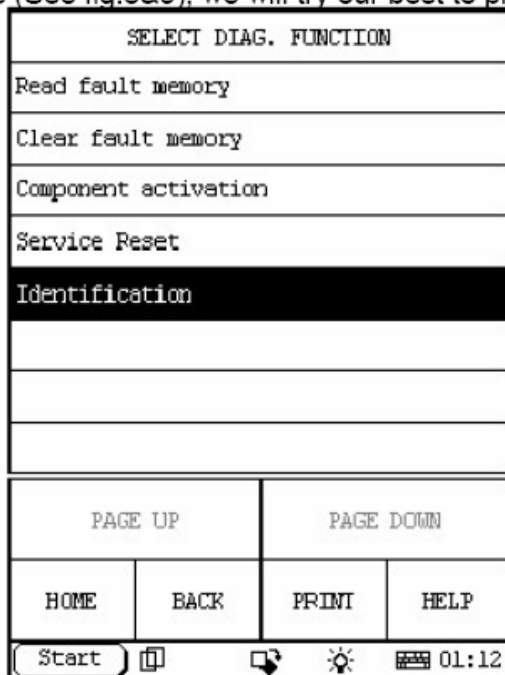 SELECT DIAG. FUNCTION
Read fault memory
Clear fault memory
Component activation
Service Reset
Identification
PAGE UP PAGE DOWN
HOME BACK PRINT HELP
Start 01:12